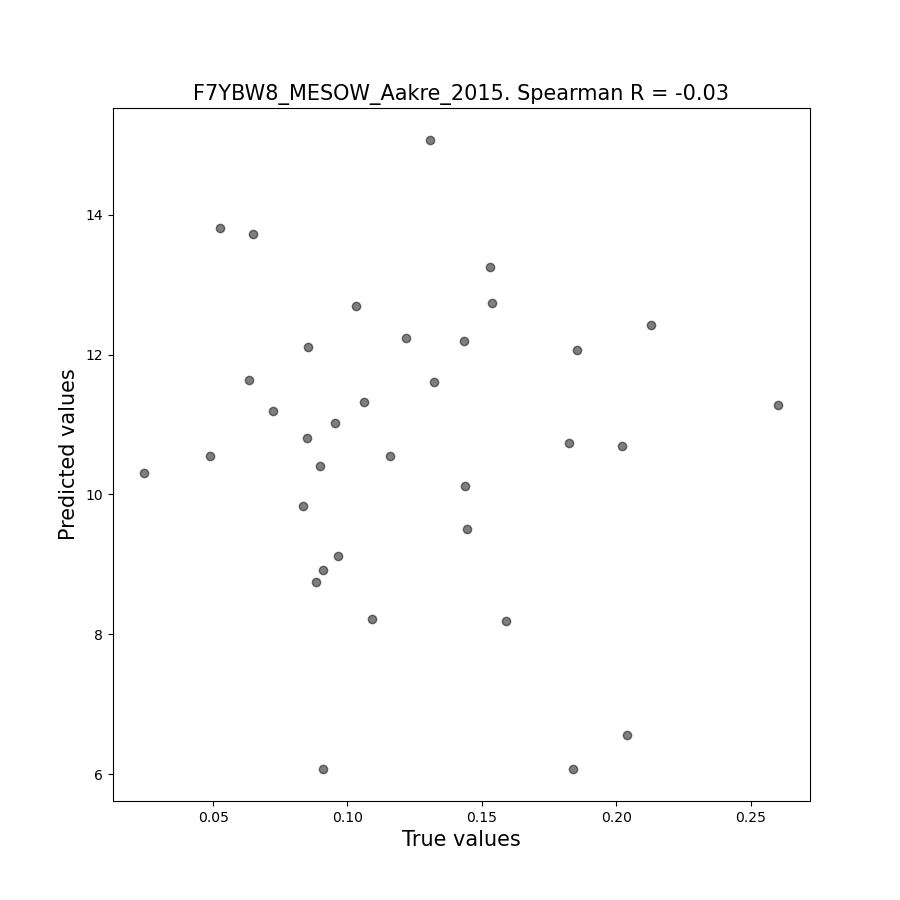 F7YBW8_MESOW_Aakre_2015. Spearman R = -0.03
14
12
10
8
6
Predicted values
0.05 0.10 0.15 0.20 0.25
True values